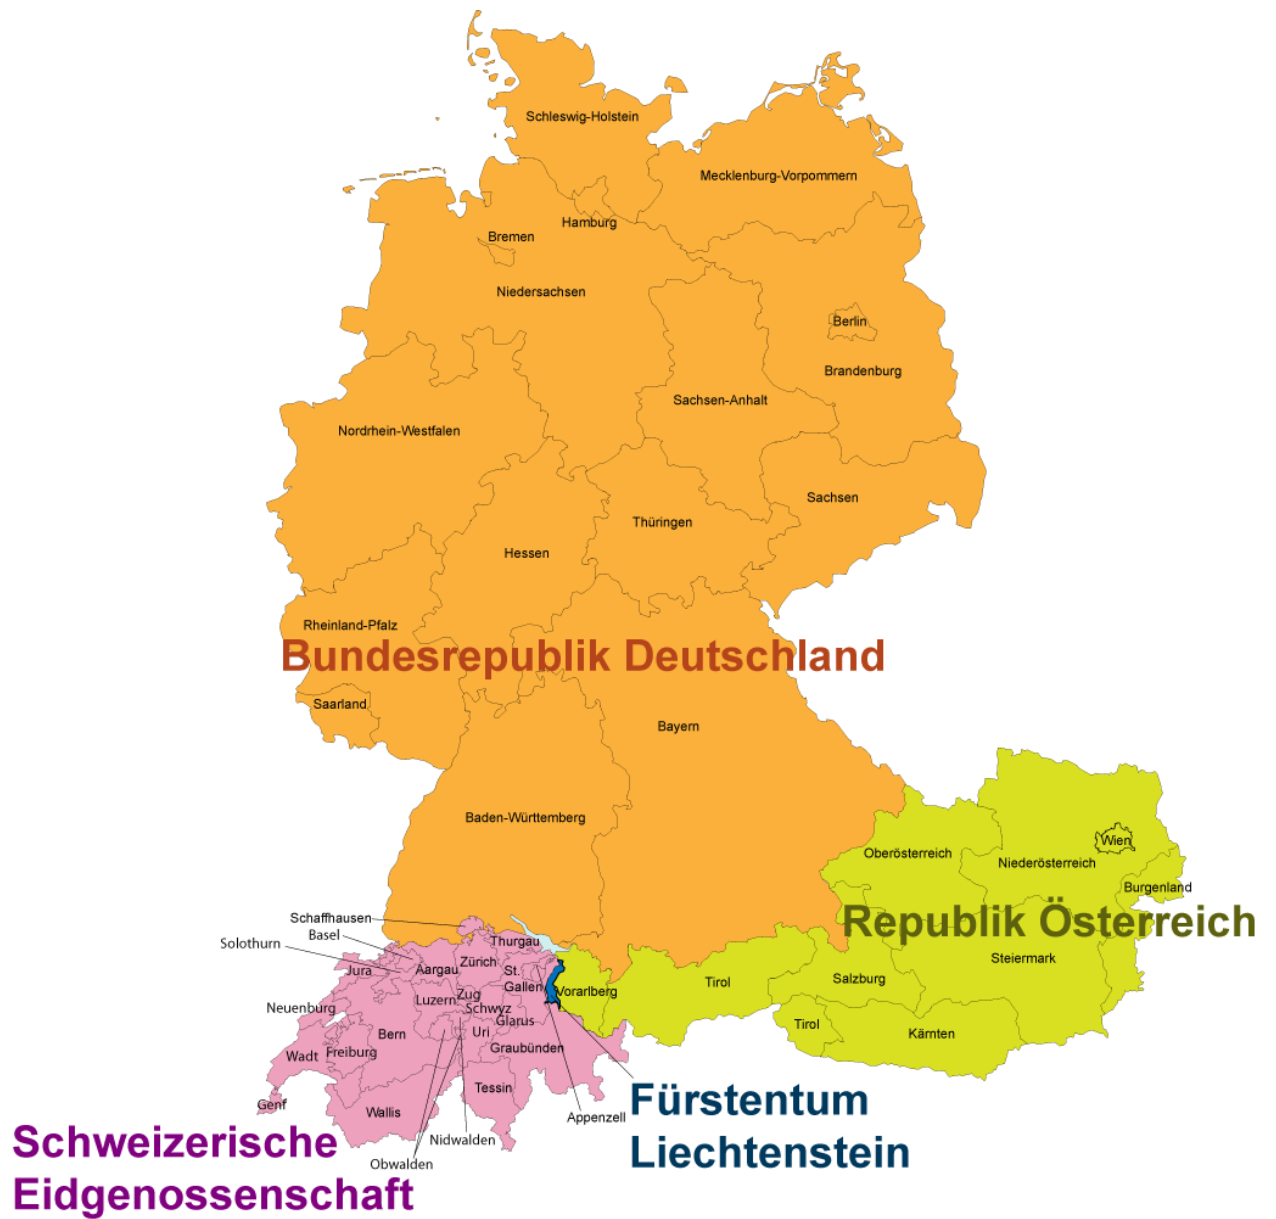 Schleswig-Holstein
Mecklenburg-Vorpommern
Hamburg
Bremen
Niedersachsen
Berlin
Brandenburg
Sachsen-Anhalt
Nordrhein-Westfalen
Sachsen
Thüringen
Hessen
Rheinland-Pfalz
Bundesrepublik Deutschland
Saarland
Bayern
Baden-Württemberg
Wien
Oberösterreich
Niederösterreich
Burgenland
Republik Österreich
Steiermark
Salzburg
Tirol
Vorarlberg
Tirol
Kärnten
Schaffhausen
Basel
Solothurn
Thurgau
Jura
Aargau
Zürich
St.
Gallen
Neuenburg
Luzern
Zug
Schwyz
Glarus
Bern
Uri
Wadt
Freiburg
Graubünden
Tessin
Genf
Wallis
Appenzell
Nidwalden
Obwalden
Fürstentum
Liechtenstein
Schweizerische
Eidgenossenschaft